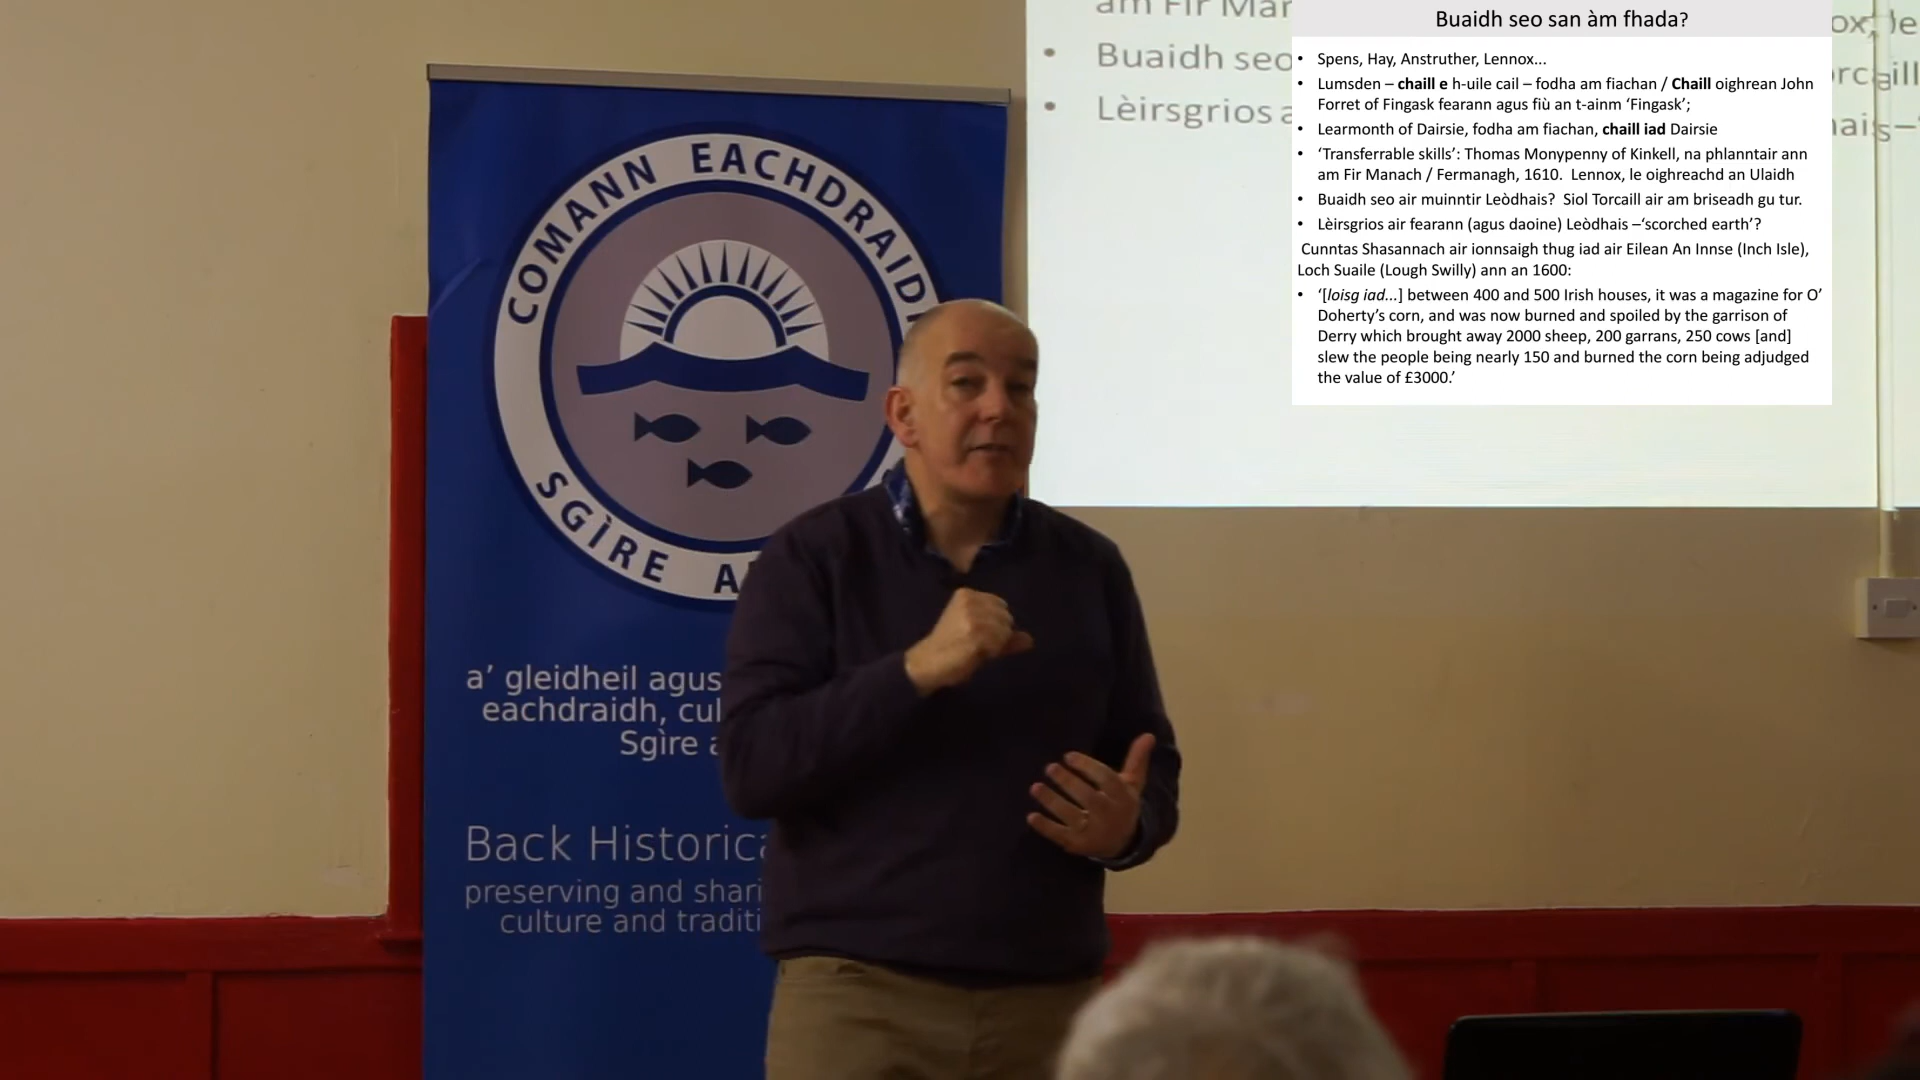 COMANN EACHDRAIDH
SGÌRE
a’ gleidheil agus
eachdraidh,
Sgìre
Back
preserving and
culture and
am Fir
Buaidh seo
Lèirsgrios
Buaidh seo san àm fhada?
• Spens, Hay, Anstruther, Lennox...
• Lumsden – chaill e h-uile cail – fodha am fiachan / Chaill oighrean John
Forret of Fingask fearann agus fiù an t-ainm ‘Fingask’;
• Learmonth of Dairsie, fodha am fiachan, chaill iad Dairsie
• ‘Transferrable skills’: Thomas Monypenny of Kinkell, na phlanntair ann
am Fir Manach / Fermanagh, 1610. Lennox, le oighreachd an Ulaidh
• Buaidh seo air muinntir Leòdhais? Siol Torcaill air am briseadh gu tur.
• Lèirsgrios air fearann (agus daoine) Leòdhais –‘scorched earth’?
Cunntas Shasannach air ionnsaigh thug iad air Eilean An Innse (Inch Isle),
Loch Suaile (Lough Swilly) ann an 1600:
• ‘[loisg iad...] between 400 and 500 Irish houses, it was a magazine for O’
Doherty’s corn, and was now burned and spoiled by the garrison of
Derry which brought away 2000 sheep, 200 garrans, 250 cows [and]
slew the people being nearly 150 and burned the corn being adjudged
the value of £3000.’